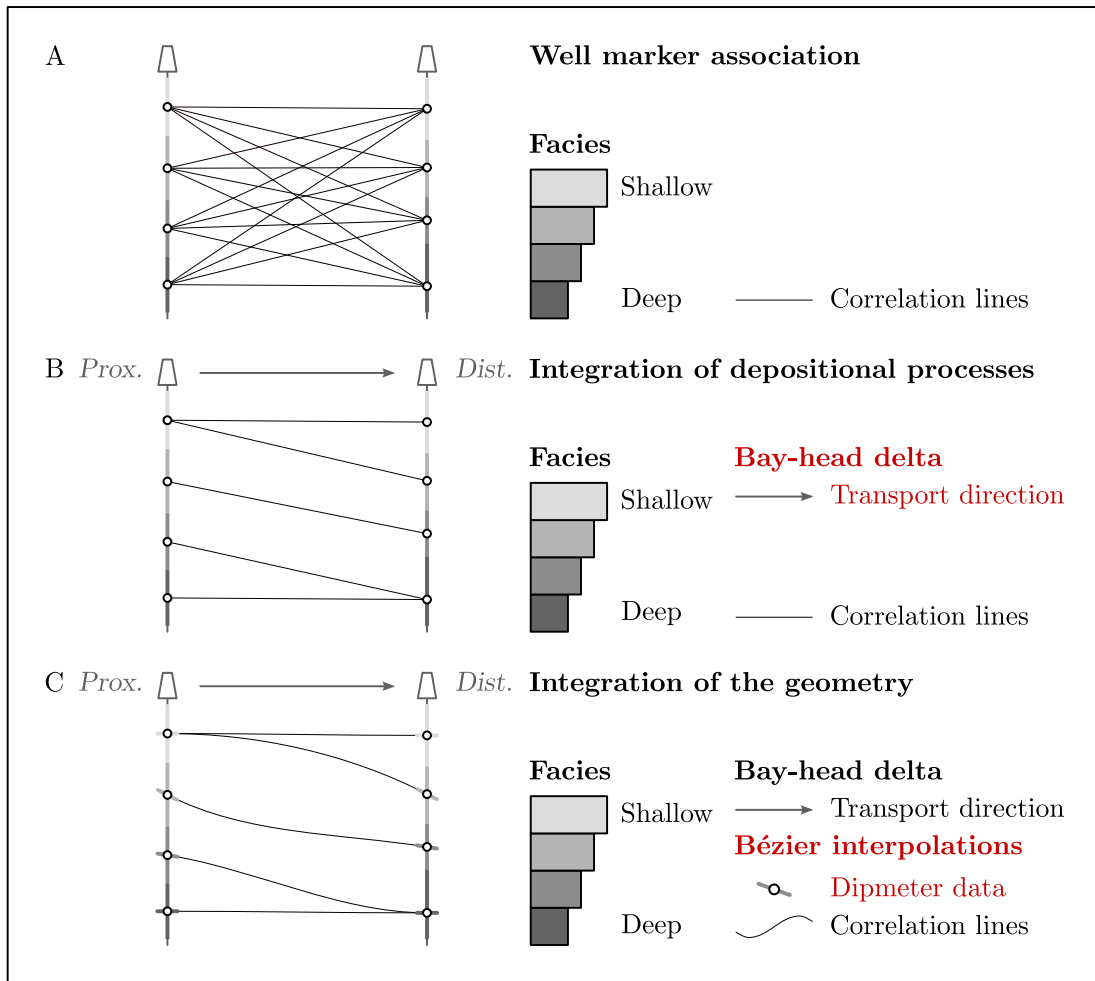 A
Well marker association
Facies
Shallow
Deep
Correlation lines
B
Prox.
Dist.
Integration of depositional processes
Facies
Bay-head delta
Shallow
Transport direction
Deep
Correlation lines
C
Prox.
Dist.
Integration of the geometry
Facies
Bay-head delta
Shallow
Transport direction
Bézier interpolations
Dipmeter data
Deep
Correlation lines